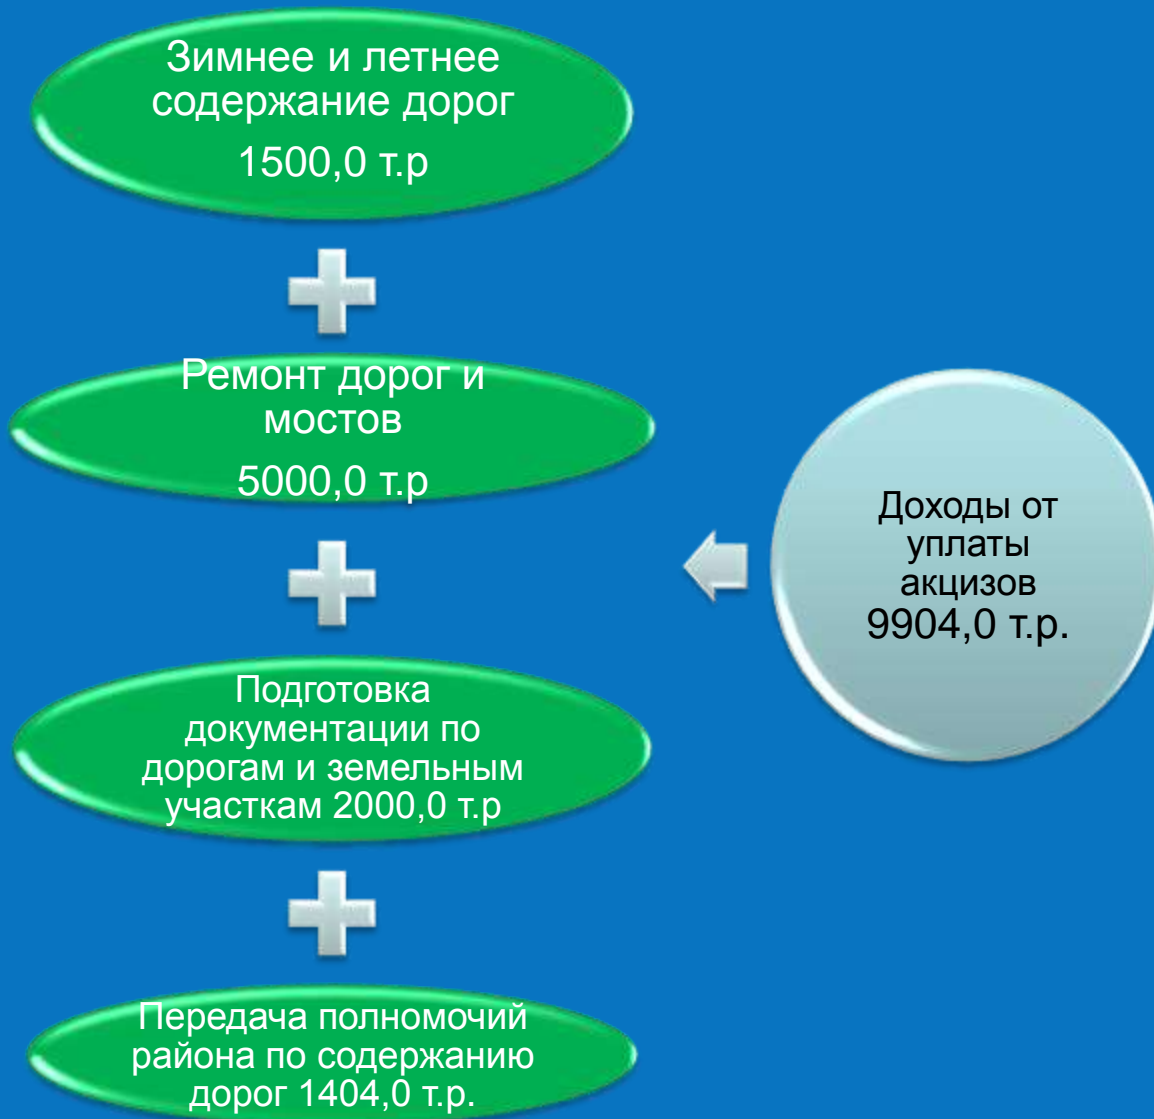 Зимнее и летнее
содержание дорог
1500,0 т.р
Ремонт дорог и
мостов
5000,0 т.р
Подготовка
документации по
дорогам и земельным
участкам 2000,0 т.р
Передача полномочий
района по содержанию
дорог 1404,0 т.р.
Доходы от
уплаты
акцизов
9904,0 т.р.